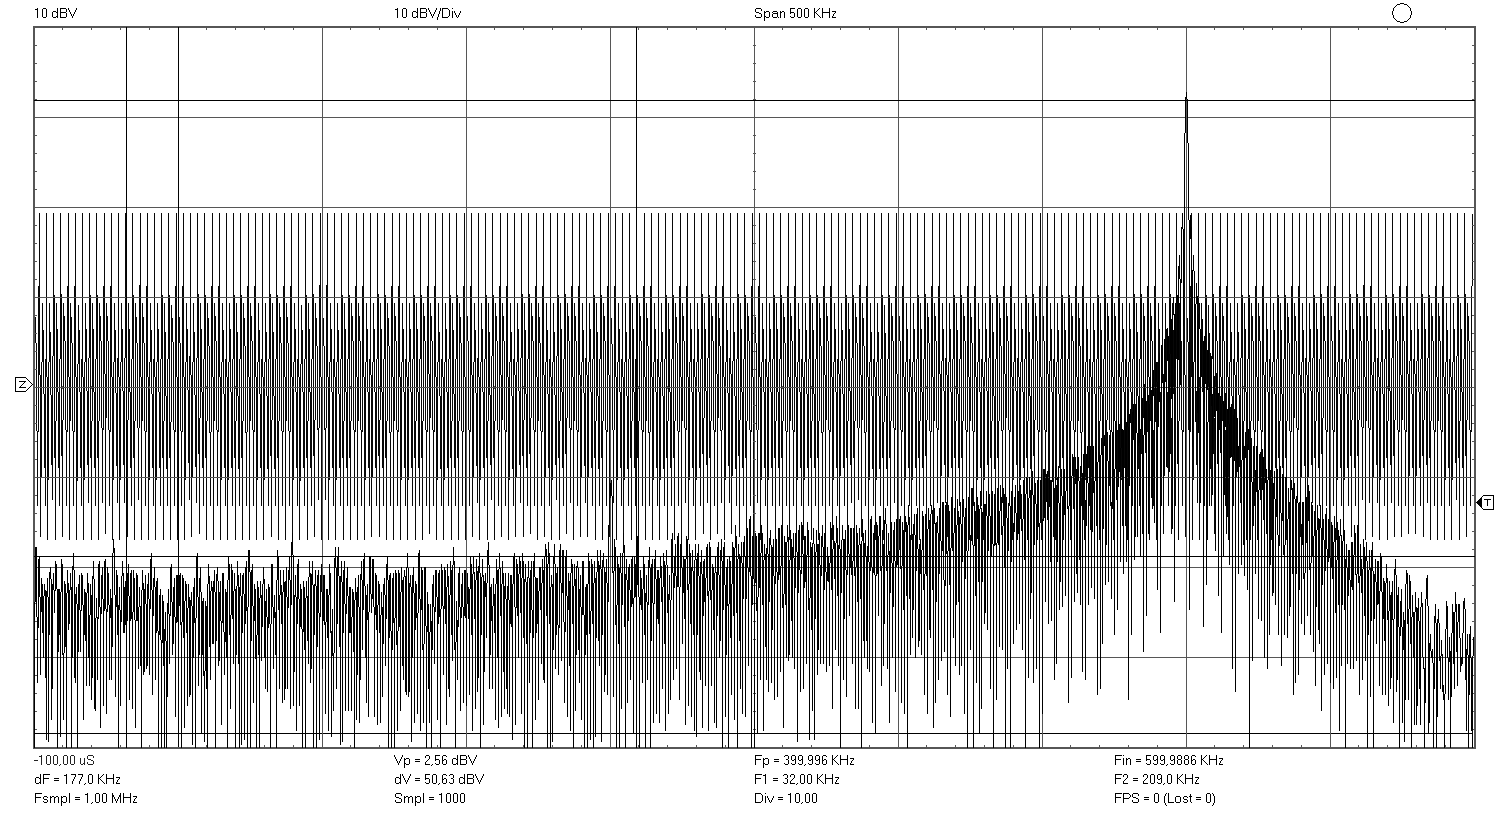 10 dBV 10 dBV/Div Span 500 KHz
Z
T
-100,00 uS Vp = 2,56 dBV Fp = 399,996 KHz Fin = 599,9886 KHz
dF = 177,0 KHz dV = 50,63 dBV F1 = 32,00 KHz F2 = 209,0 KHz
Fsmpl = 1,00 MHz Smpl = 1000 Div = 10,00 FPS = 0 (Lost = 0)